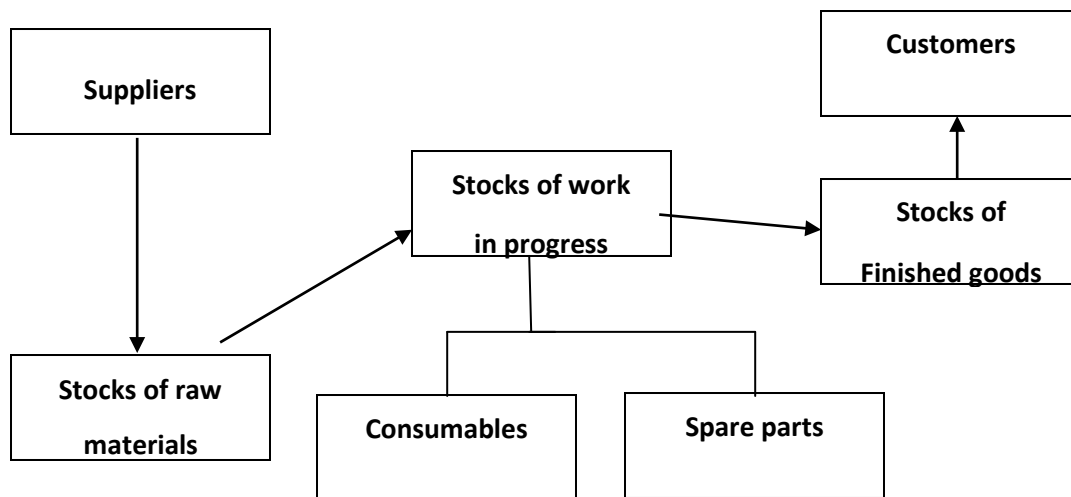 Suppliers
Customers
Stocks of work
in progress
Stocks of
Finished goods
Stocks of raw
materials
Consumables
Spare parts